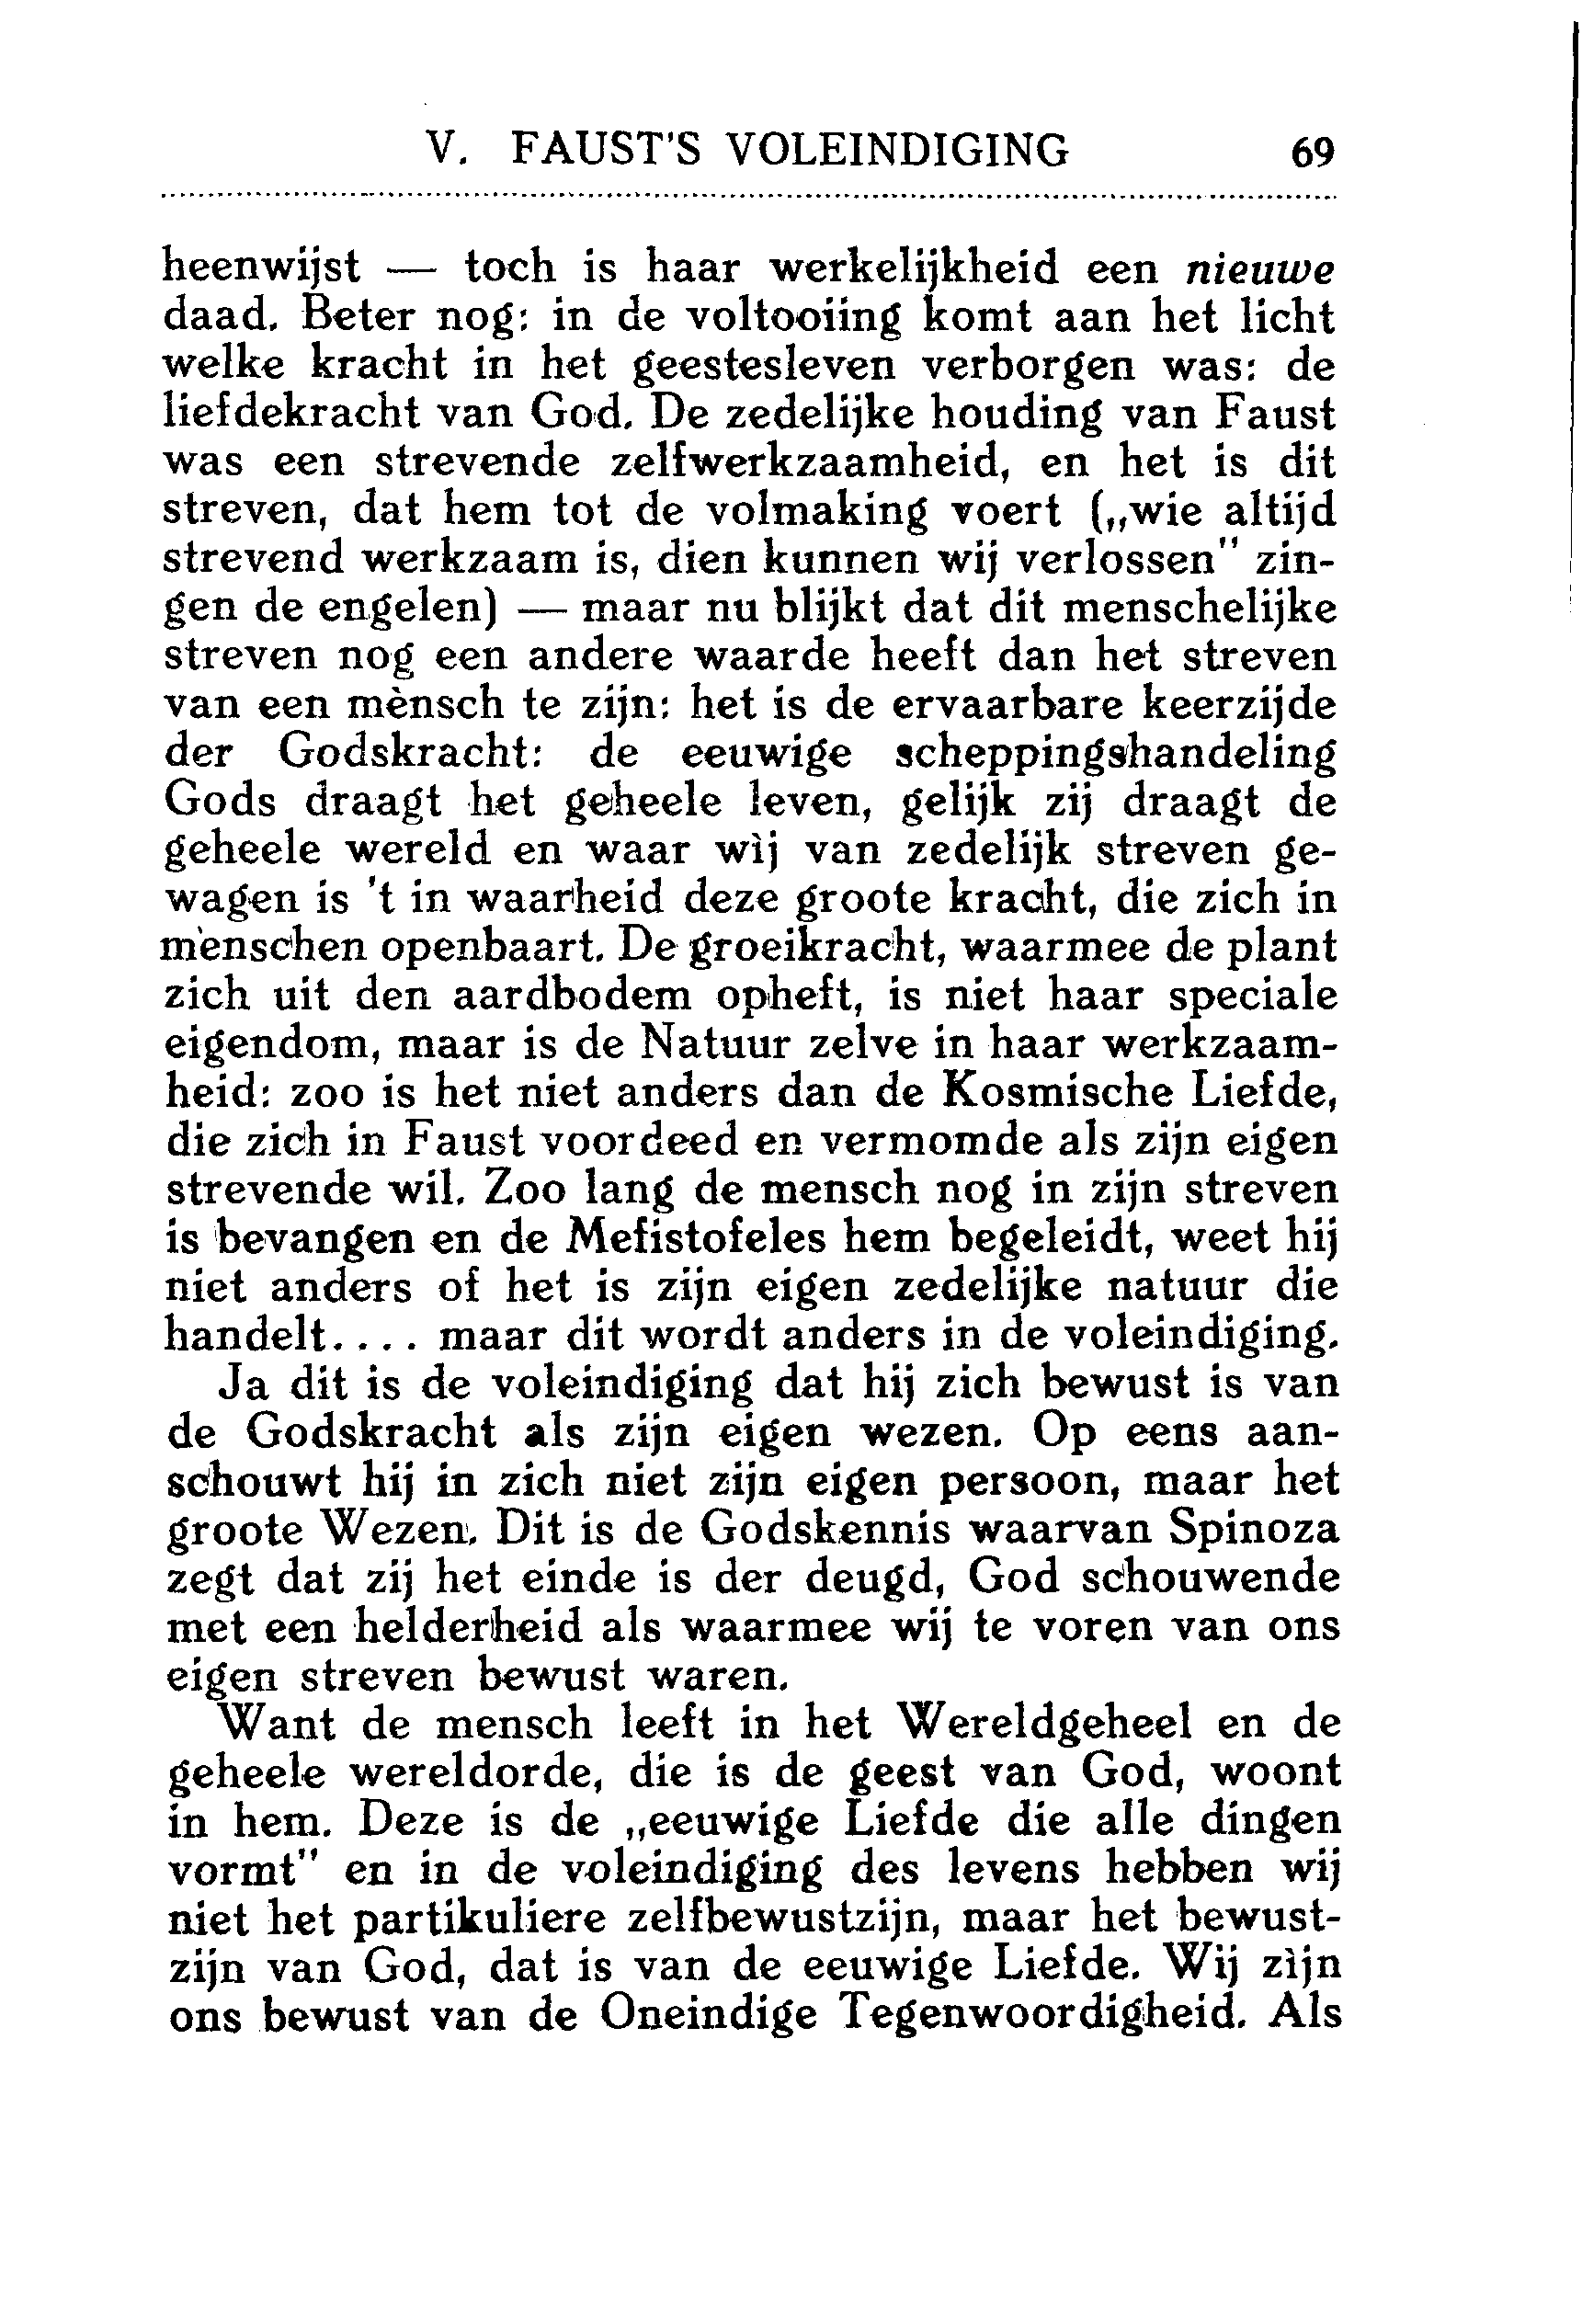 V. FAUST'S VOLEINDIGING 69
heenwijst — toch is haar werkelijkheid een nieuwe
daad. Beter nog: in de voltooiing komt aan het licht
welke kracht in het geestesleven verborgen was: de
liefdekracht van God. De zedelijke houding van Faust
was een strevende zelfwerkzaamheid, en het is dit
streven, dat hem tot de volmaking voert („wie altijd
strevend werkzaam is, dien kunnen wij verlossen" zin-
gen de engelen) — maar nu blijkt dat dit menschelijke
streven nog een andere waarde heeft dan het streven
van een mènsch te zijn: het is de ervaarbare keerzijde
der Godskracht: de eeuwige scheppingshandeling
Gods draagt het geheele leven, gelijk zij draagt de
geheele wereld en waar wìj van zedelijk streven ge-
wagen is 't in waarheid deze groote kracht, die zich in
menschen openbaart. De groeikracht, waarmee de plant
zich uit den aardbodem opheft, is niet haar speciale
eigendom, maar is de Natuur zelve in haar werkzaam-
heid: zoo is het niet anders dan de Kosmische Liefde,
die zich in Faust voordeed en vermomde als zijn eigen
strevende wil. Zoo lang de mensch nog in zijn streven
is bevangen en de Mefistofeles hem begeleidt, weet hij
niet anders of het is zijn eigen zedelijke natuur die
handelt.... maar dit wordt anders in de voleindiging.
Ja dit is de voleindiging dat hij zich bewust is van
de Godskracht als zijn eigen wezen. Op eens aan-
schouwt hij in zich niet zijn eigen persoon, maar het
groote Wezen. Dit is de Godskennis waarvan Spinoza
zegt dat zij het einde is der deugd, God schouwende
met een helderheid als waarmee wij te voren van ons
eigen streven bewust waren.
Want de mensch leeft in het Wereldgeheel en de
geheele wereldorde, die is de geest van God, woont
in hem. Deze is de „eeuwige Liefde die alle dingen
vormt" en in de voleindiging des levens hebben wij
niet het partikuliere zelfbewustzijn, maar het bewust-
zijn van God, dat is van de eeuwige Liefde. Wij zìjn
ons bewust van de Oneindige Tegenwoordigheid. Als